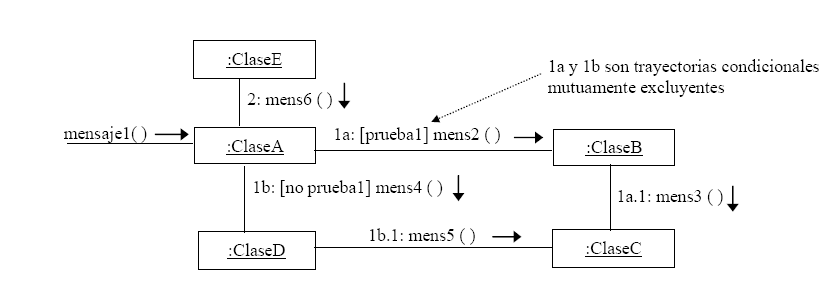 :ClaseE
1a y 1b son trayectorias condicionales
mutuamente excluyentes
2: mens6 ( )
mensaje1( )
:ClaseA
1a: [prueba1] mens2 ( )
:ClaseB
1b: [no prueba1] mens4 ( )
1a.1: mens3 ( )
:ClaseD
1b.1: mens5 ( )
:ClaseC